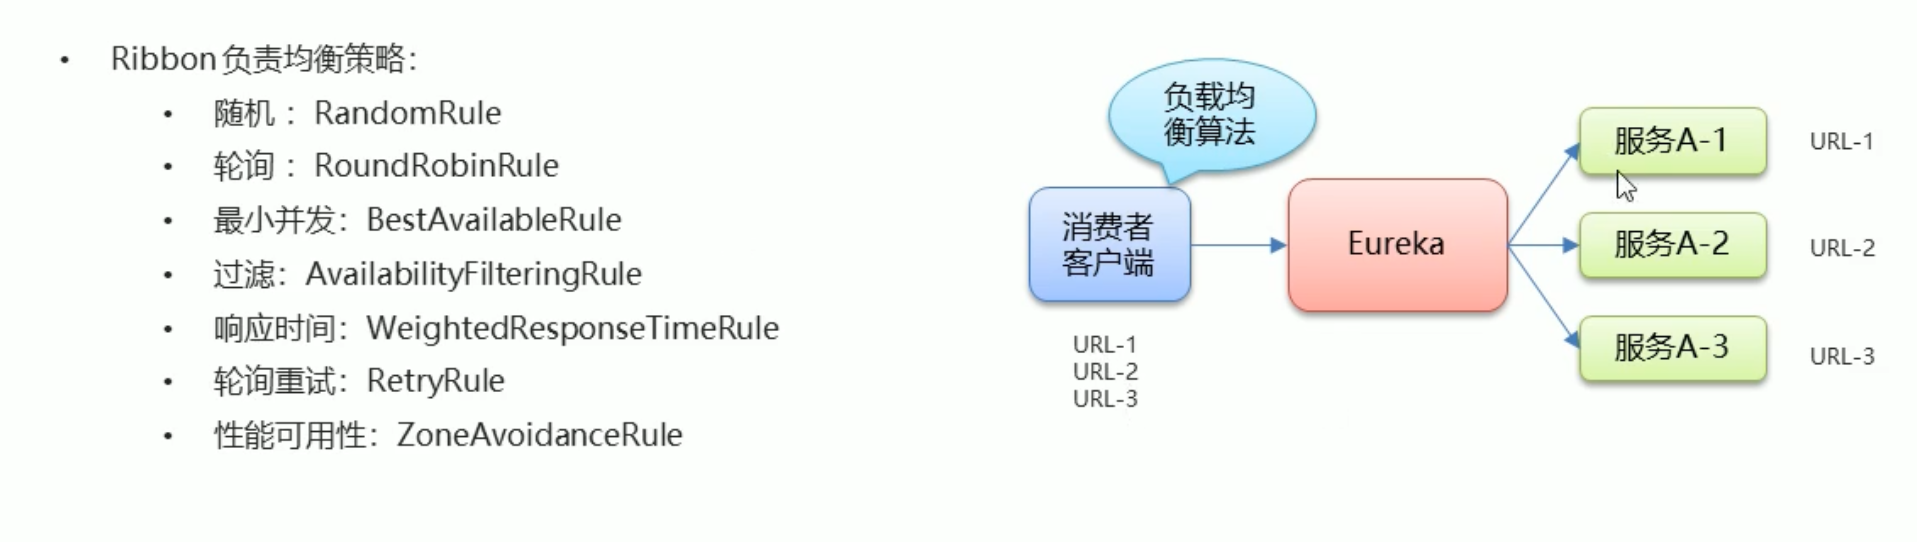 • Ribbon负责均衡策略：
• 随机 ：RandomRule
• 轮询 ：RoundRobinRule
• 最小并发：BestAvailableRule
• 过滤：AvailabilityFilteringRule
• 响应时间：WeightedResponseTimeRule
• 轮询重试：RetryRule
• 性能可用性：ZoneAvoidanceRule
负载均
衡算法
消费者
客户端
URL-1
URL-2
URL-3
Eureka
服务A-1
URL-1
服务A-2
URL-2
服务A-3
URL-3